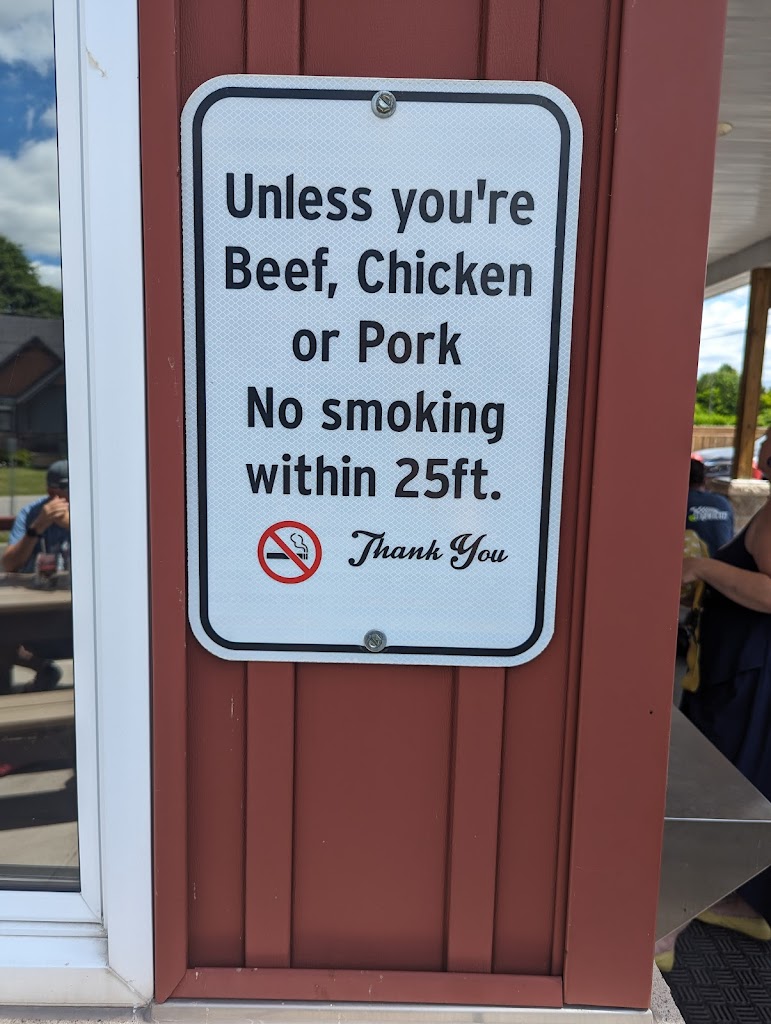 Unless you're
Beef, Chicken
or Pork
No smoking
within 25ft.
Thank You